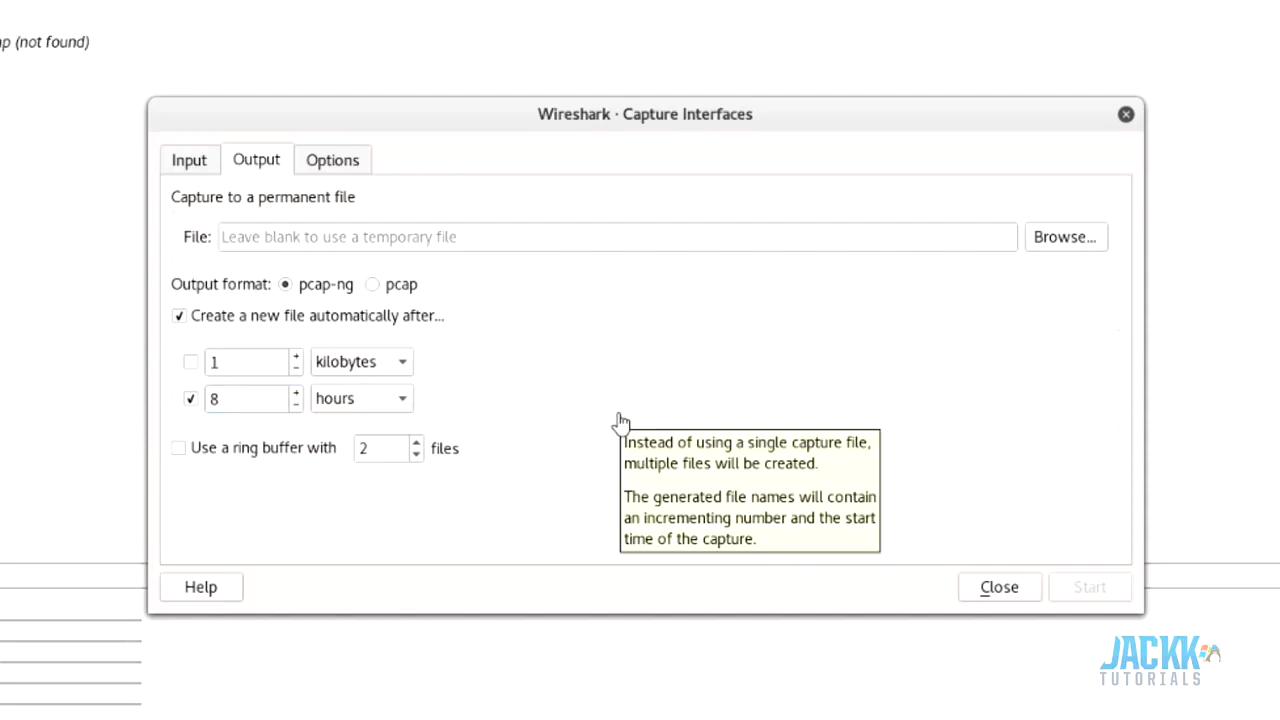 (not found)
Wireshark · Capture Interfaces
Input Output Options
Capture to a permanent file
File: Leave blank to use a temporary file Browse...
Output format: pcap-ng pcap
Create a new file automatically after...
1 kilobytes
8 hours
Use a ring buffer with 2 files
Instead of using a single capture file,
multiple files will be created.
The generated file names will contain
an incrementing number and the start
time of the capture.
Help Close Start
JACKK
TUTORIALS